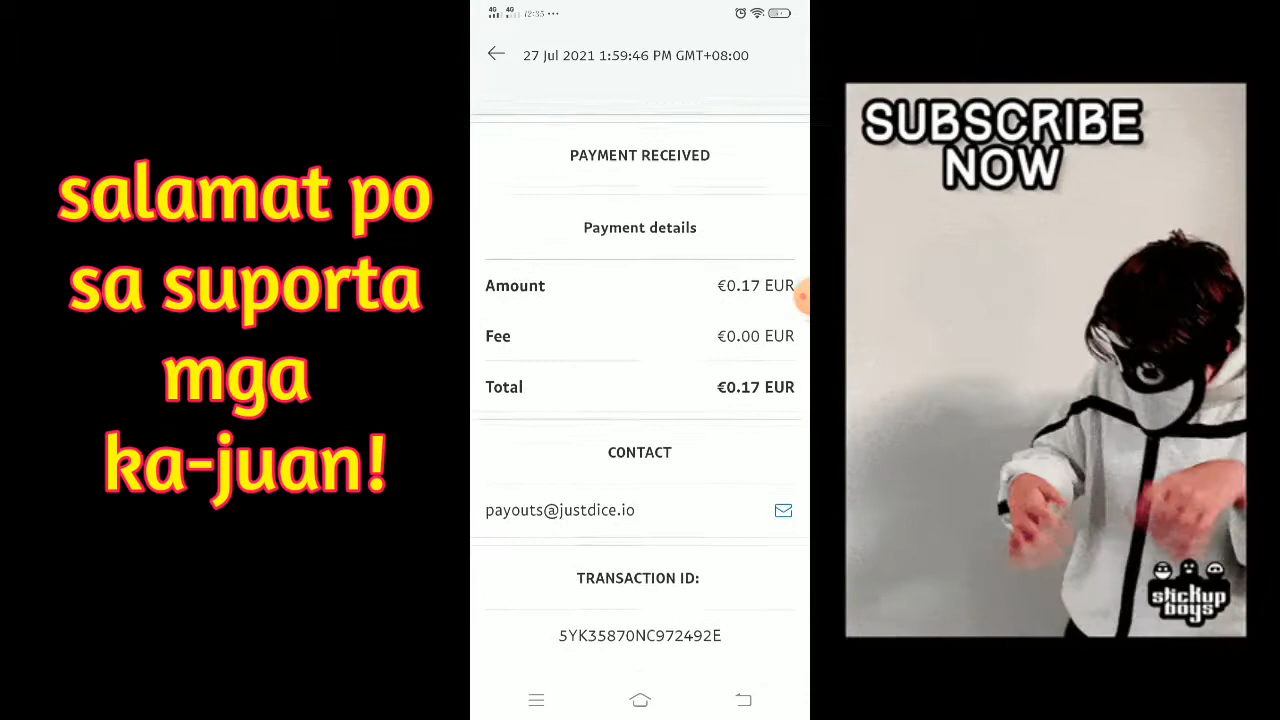 salamat po
sa suporta
mga
ka-juan!
4G 4G
27 Jul 2021 1:59:46 PM GMT+08:00
PAYMENT RECEIVED
Payment details
Amount €0.17 EUR
Fee €0.00 EUR
Total €0.17 EUR
CONTACT
payouts@justdice.io
TRANSACTION ID:
5YK35870NC972492E
SUBSCRIBE
NOW
stickup
boys